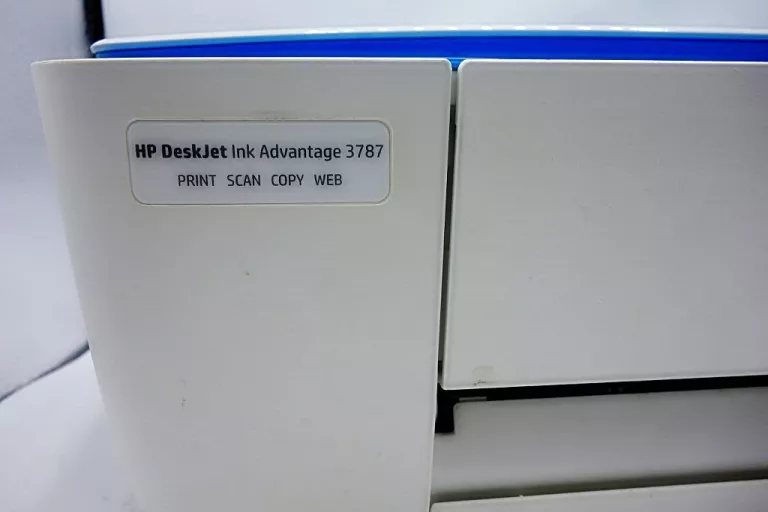 HP DeskJet Ink Advantage 3787
PRINT SCAN COPY WEB